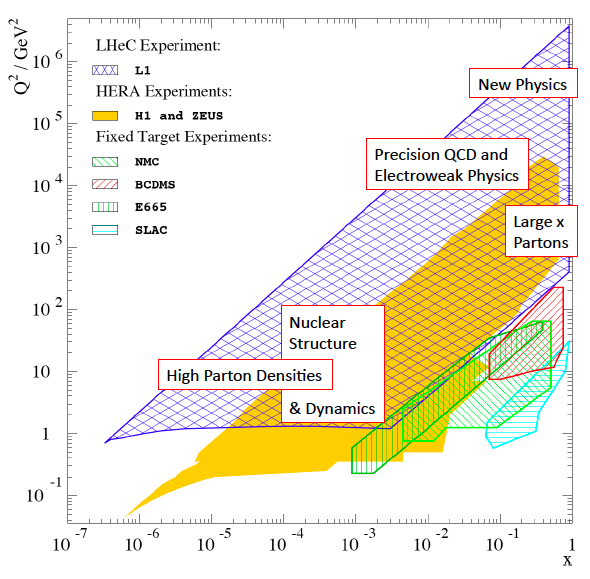 Q² / GeV²
10⁶
10⁵
10⁴
10³
10²
10
1
10⁻¹
LHeC Experiment:
L1
HERA Experiments:
H1 and ZEUS
Fixed Target Experiments:
NMC
BCDMS
E665
SLAC
New Physics
Precision QCD and
Electroweak Physics
Large x
Partons
Nuclear
Structure
High Parton Densities
& Dynamics
10⁻⁷ 10⁻⁶ 10⁻⁵ 10⁻⁴ 10⁻³ 10⁻² 10⁻¹ 1
x